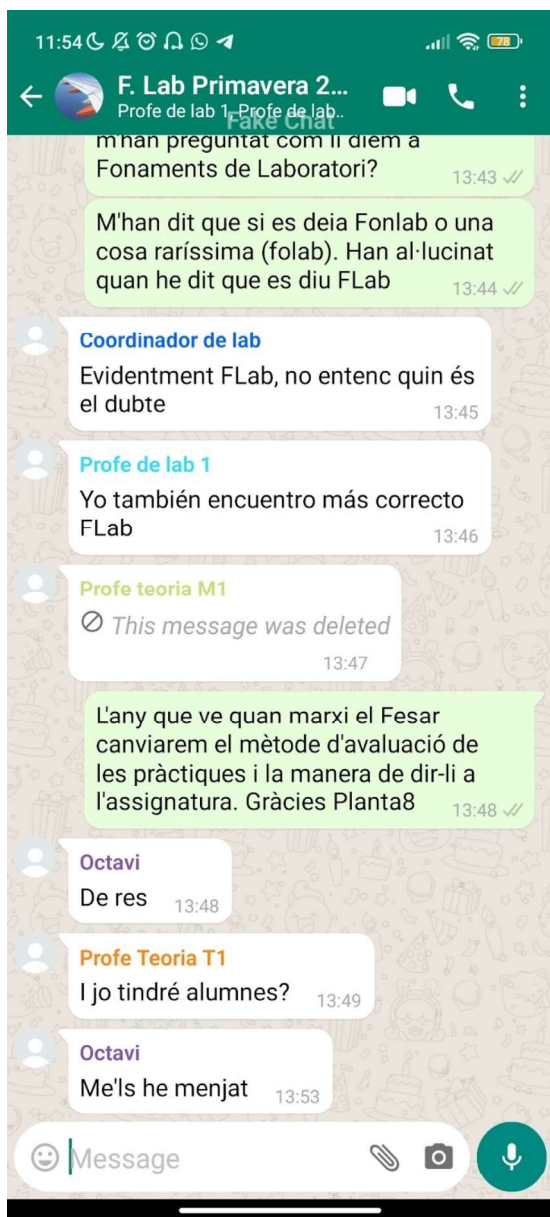 11:54
78
F. Lab Primavera 2...
Profe de lab 1, Profe de lab..
Fake Chat
m'han preguntat com li diem a
Fonaments de Laboratori?
13:43
M'han dit que si es deia Fonlab o una
cosa raríssima (folab). Han al·lucinat
quan he dit que es diu FLab
13:44
Coordinador de lab
Evidentment FLab, no entenc quin és
el dubte
13:45
Profe de lab 1
Yo también encuentro más correcto
FLab
13:46
Profe teoria M1
This message was deleted
13:47
L'any que ve quan marxi el Fesar
canviarem el mètode d'avaluació de
les pràctiques i la manera de dir-li a
l'assignatura. Gràcies Planta8
13:48
Octavi
De res
13:48
Profe Teoria T1
I jo tindré alumnes?
13:49
Octavi
Me'ls he menjat
13:53
Message